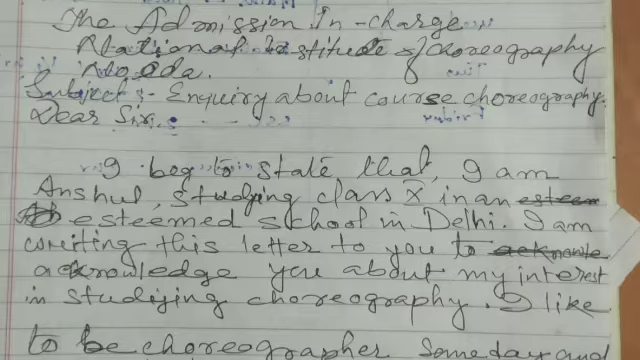 The Admission In-charge
National Institude of Choreography
Noida.
Subject :- Enquiry about course choreography.
Dear Sir,
I beg to state that, I am
Anshul, studying class X in an esteem
esteemed school in Delhi. I am
writing this letter to you to acknowle
acknowledge you about my interest
in studying choreography. I like
to be choreographer someday and